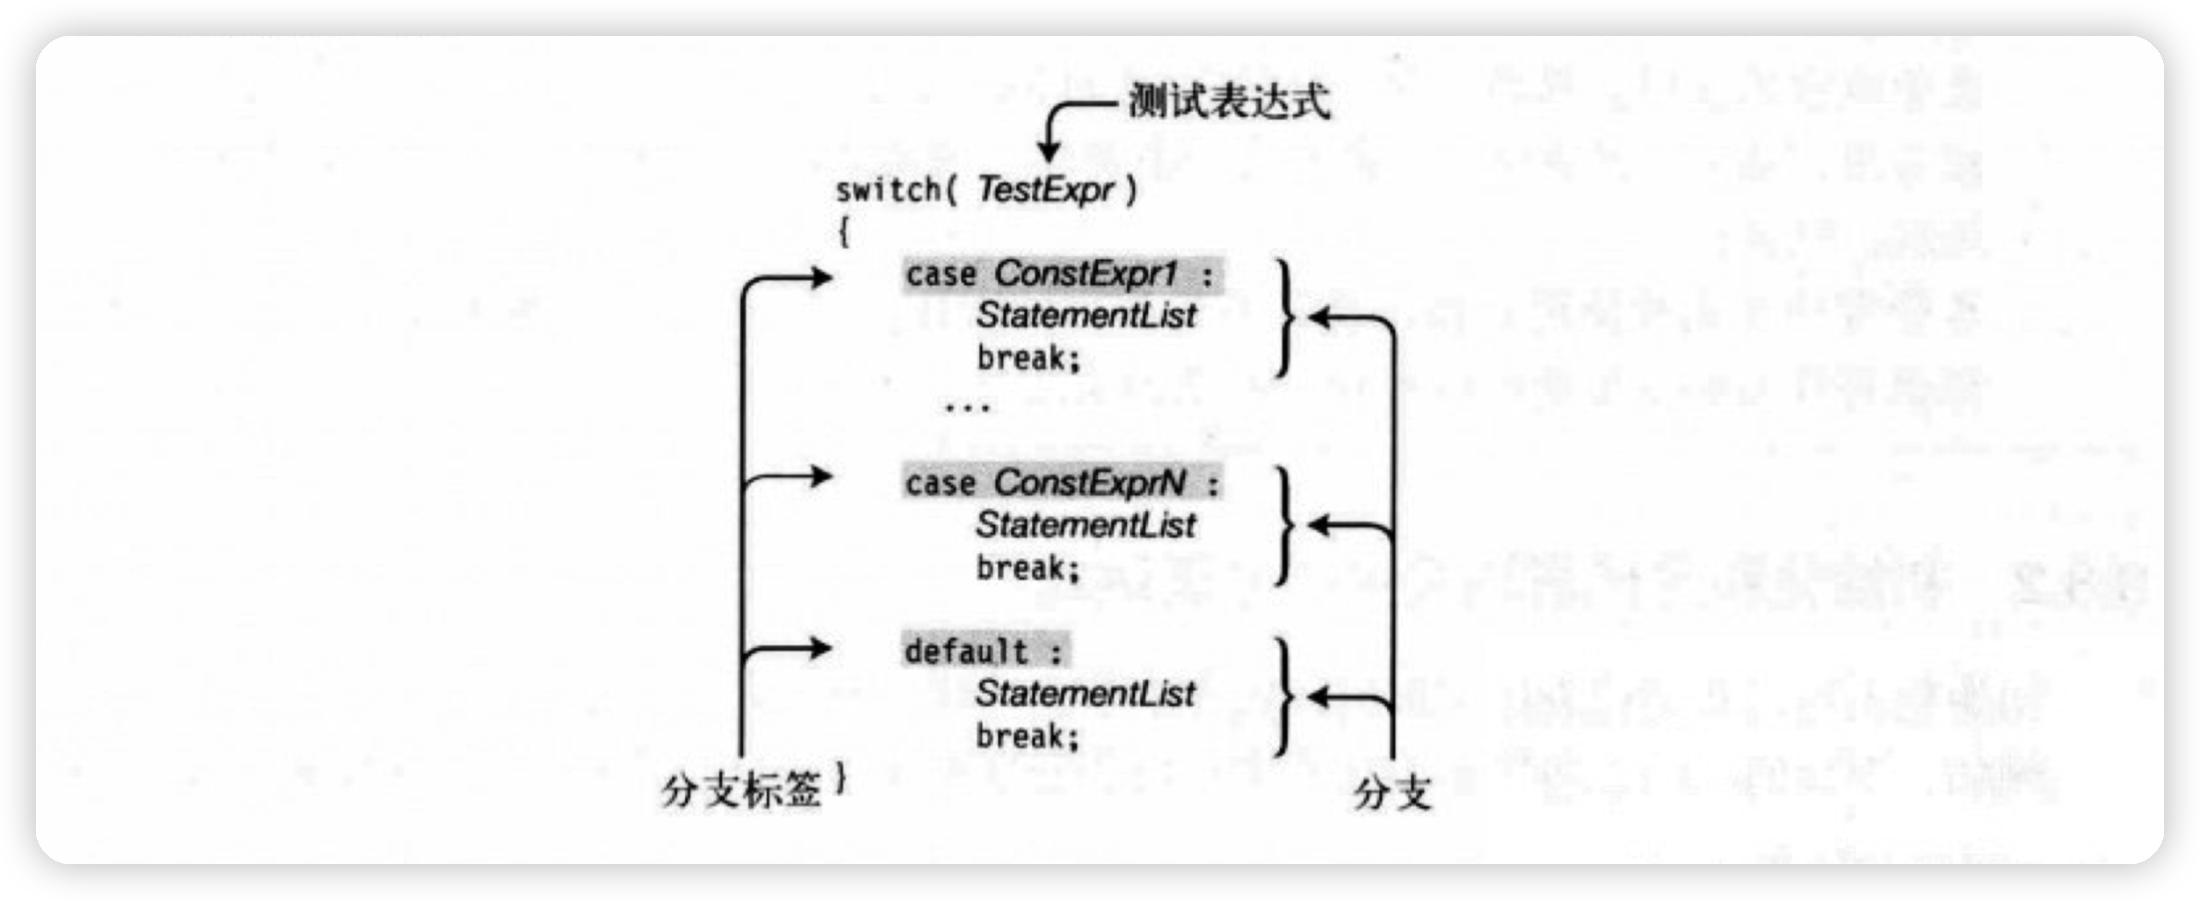 测试表达式
switch( TestExpr )
{
case ConstExpr1 :
StatementList
break;
...
case ConstExprN :
StatementList
break;
default :
StatementList
break;
}
分支标签
分支